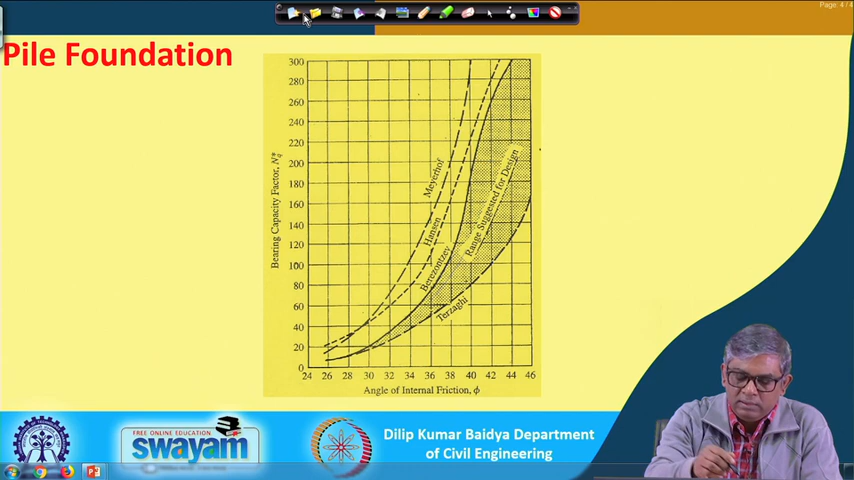 Page: 4 / 4
Pile Foundation
300
280
260
240
220
200
180
160
140
120
100
80
60
40
20
0
Bearing Capacity Factor, N*q
Meyerhof
Hansen
Berezontzev
Terzaghi
Range Suggested for Design
24 26 28 30 32 34 36 38 40 42 44 46
Angle of Internal Friction, ϕ
FREE ONLINE EDUCATION
swayam
Dilip Kumar Baidya Department
of Civil Engineering